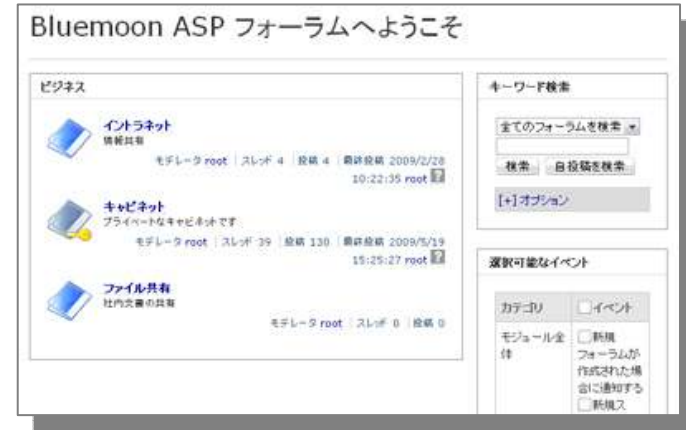 Bluemoon ASP フォーラムへようこそ
ビジネス
イントラネット
情報共有
モデレータ root | スレッド 4 | 投稿 4 | 最終投稿 2009/2/28
10:22:35 root ?
キャビネット
プライベートなキャビネットです
モデレータ root | スレッド 39 | 投稿 130 | 最終投稿 2009/5/19
15:25:27 root ?
ファイル共有
社内文書の共有
モデレータ root | スレッド 0 | 投稿 0
キーワード検索
全てのフォーラムを検索
検索 自投稿を検索
[+]オプション
選択可能なイベント
カテゴリ イベント
モジュール全 新規
体 フォーラムが
作成された場
合に通知する
新規ス